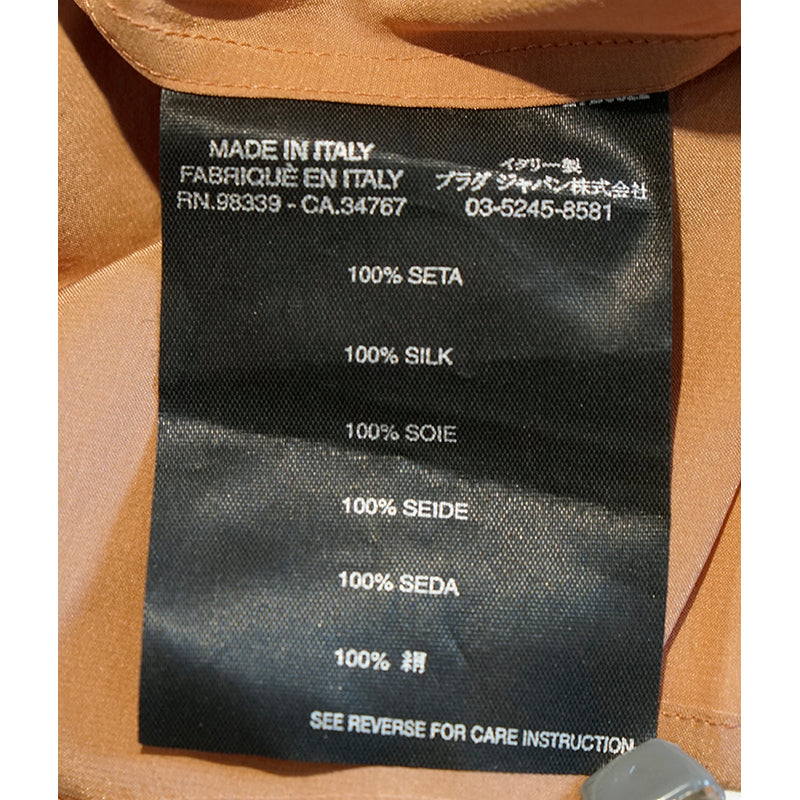 MADE IN ITALY
FABRIQUÈ EN ITALY
RN.98339 - CA.34767
イタリー製
プラダ ジャパン株式会社
03-5245-8581
100% SETA
100% SILK
100% SOIE
100% SEIDE
100% SEDA
100% 絹
SEE REVERSE FOR CARE INSTRUCTION